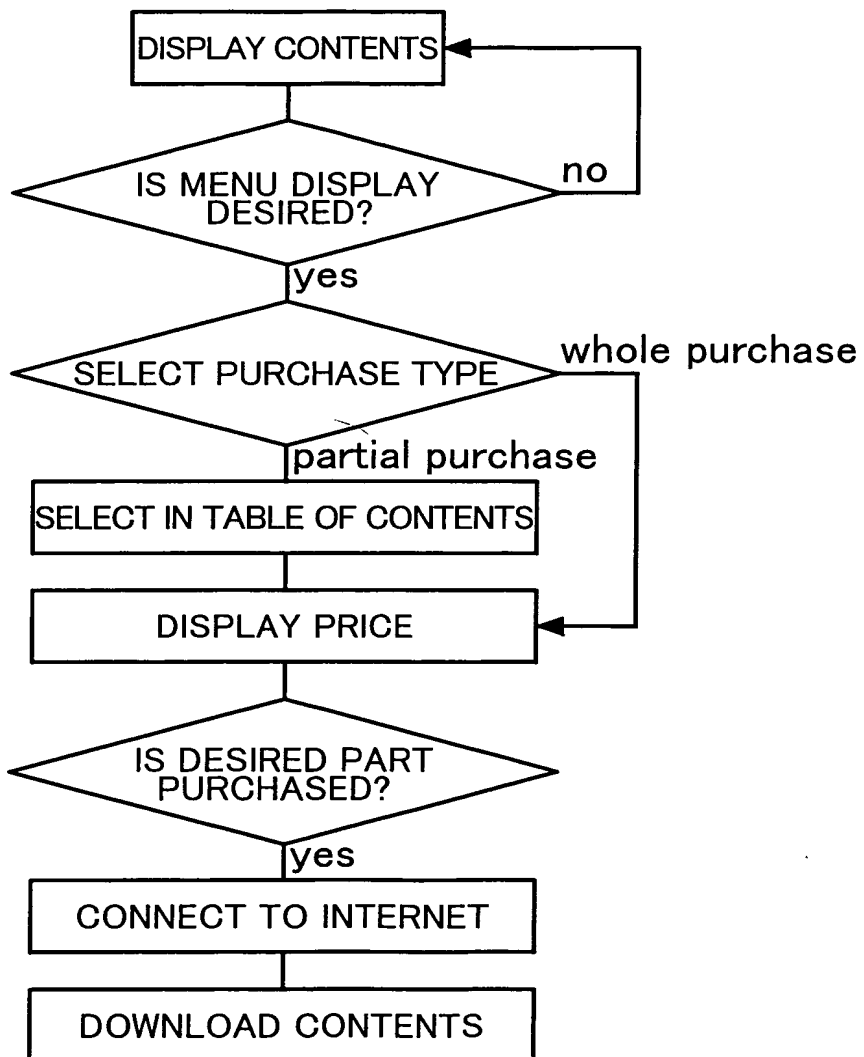 DISPLAY CONTENTS
IS MENU DISPLAY
DESIRED?
no
yes
SELECT PURCHASE TYPE
whole purchase
partial purchase
SELECT IN TABLE OF CONTENTS
DISPLAY PRICE
IS DESIRED PART
PURCHASED?
yes
CONNECT TO INTERNET
DOWNLOAD CONTENTS